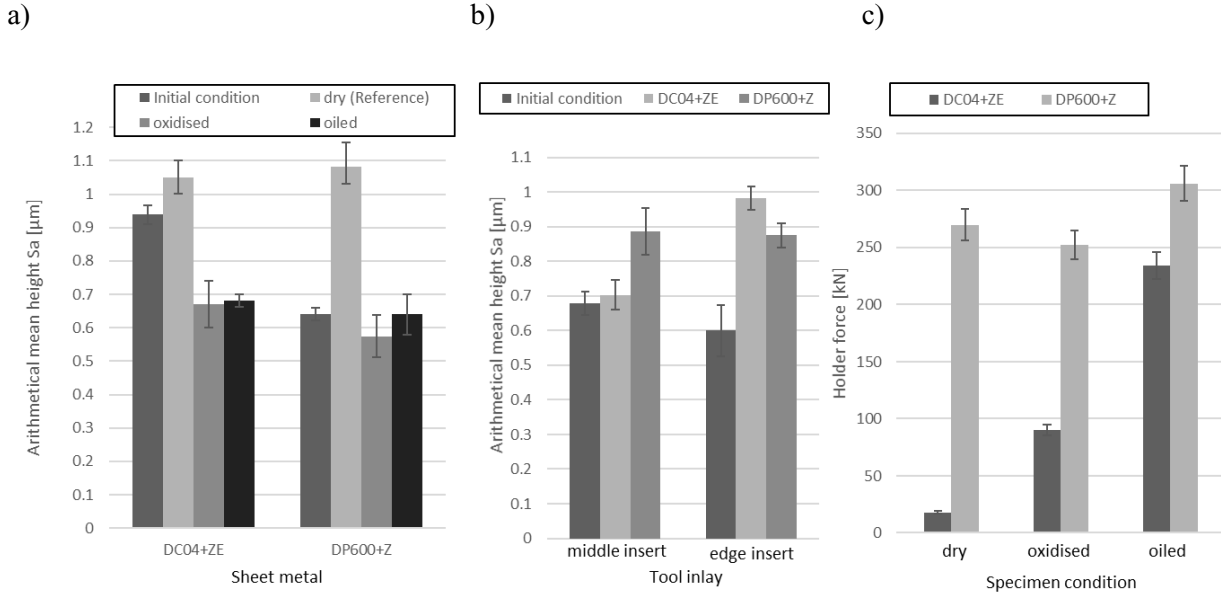 a)
Initial condition dry (Reference)
oxidised oiled
Arithmetical mean height Sa [µm]
1.2
1.1
1
0.9
0.8
0.7
0.6
0.5
0.4
0.3
0.2
0.1
0
DC04+ZE DP600+Z
Sheet metal
b)
Initial condition DC04+ZE DP600+Z
Arithmetical mean height Sa [µm]
1.1
1
0.9
0.8
0.7
0.6
0.5
0.4
0.3
0.2
0.1
0
middle insert edge insert
Tool inlay
c)
DC04+ZE DP600+Z
Holder force [kN]
350
300
250
200
150
100
50
0
dry oxidised oiled
Specimen condition